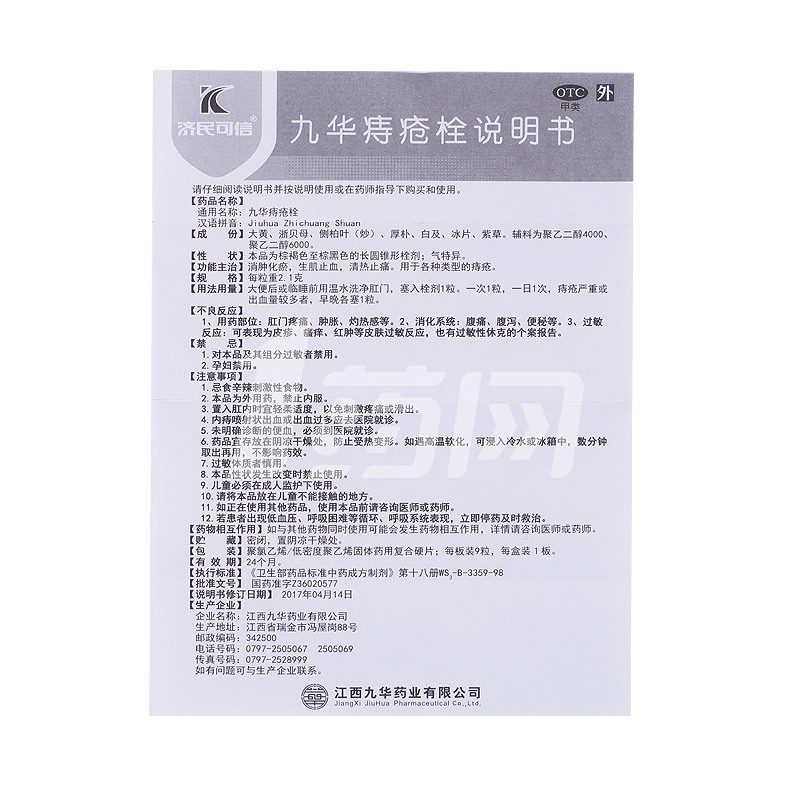 济民可信®
OTC
甲类
外
九华痔疮栓说明书
请仔细阅读说明书并按说明使用或在药师指导下购买和使用。
【药品名称】
通用名称：九华痔疮栓
汉语拼音：Jiuhua Zhichuang Shuan
【成　份】大黄、浙贝母、侧柏叶（炒）、厚朴、白及、冰片、紫草。辅料为聚乙二醇4000、
聚乙二醇6000。
【性　状】本品为棕褐色至棕黑色的长圆锥形栓剂；气特异。
【功能主治】消肿化瘀，生肌止血，清热止痛。用于各种类型的痔疮。
【规　格】每粒重2.1克
【用法用量】大便后或临睡前用温水洗净肛门，塞入栓剂1粒。一次1粒，一日1次，痔疮严重或
出血量较多者，早晚各塞1粒。
【不良反应】
1、用药部位：肛门疼痛、肿胀、灼热感等。2、消化系统：腹痛、腹泻、便秘等。3、过敏
反应：可表现为皮疹、瘙痒、红肿等皮肤过敏反应，也有过敏性休克的个案报告。
【禁　忌】
1.对本品及其组分过敏者禁用。
2.孕妇禁用。
【注意事项】
1.忌食辛辣刺激性食物。
2.本品为外用药，禁止内服。
3.置入肛内时宜轻柔适度，以免刺激疼痛或滑出。
4.内痔喷射状出血或出血过多应去医院就诊。
5.未明确诊断的便血，必须到医院就诊。
6.药品宜存放在阴凉干燥处，防止受热变形。如遇高温软化，可浸入冷水或冰箱中，数分钟
取出再用，不影响药效。
7.过敏体质者慎用。
8.本品性状发生改变时禁止使用。
9.儿童必须在成人监护下使用。
10.请将本品放在儿童不能接触的地方。
11.如正在使用其他药品，使用本品前请咨询医师或药师。
12.若患者出现低血压、呼吸困难等循环、呼吸系统表现，立即停药及时救治。
【药物相互作用】如与其他药物同时使用可能会发生药物相互作用，详情请咨询医师或药师。
【贮　藏】密闭，置阴凉干燥处。
【包　装】聚氯乙烯/低密度聚乙烯固体药用复合硬片；每板装9粒，每盒装1板。
【有 效 期】24个月。
【执行标准】《卫生部药品标准中药成方制剂》第十八册WS3-B-3359-98
【批准文号】国药准字Z36020577
【说明书修订日期】 2017年04月14日
【生产企业】
企业名称：江西九华药业有限公司
生产地址：江西省瑞金市冯屋岗88号
邮政编码：342500
电话号码：0797-2505067 2505069
传真号码：0797-2528999
如有问题可与生产企业联系。
江西九华药业有限公司
JiangXi JiuHua Pharmaceutical Co.,Ltd.
药网